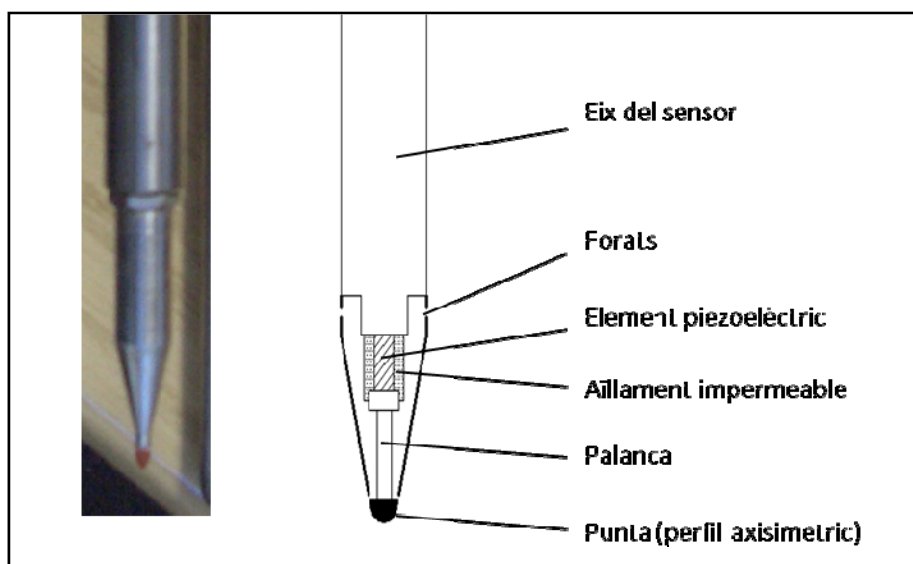 Eix del sensor
Forats
Element piezoelèctric
Aïllament impermeable
Palanca
Punta (perfil axisimetric)